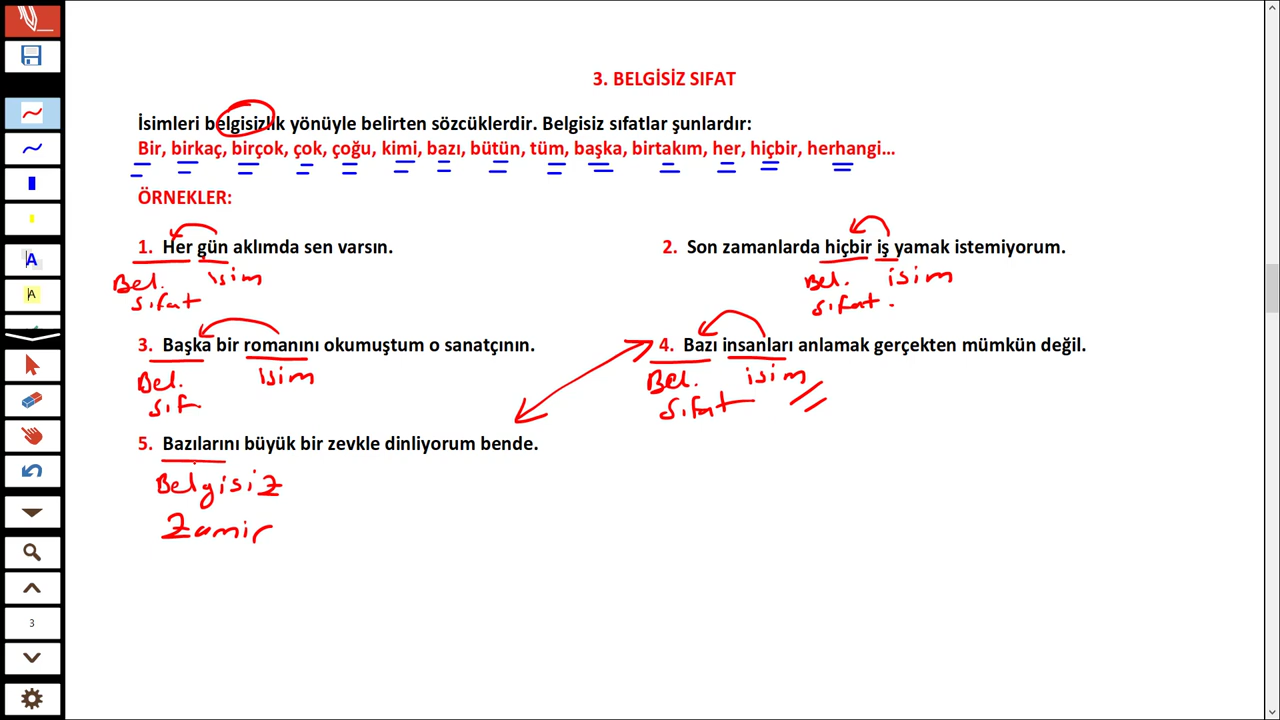 3. BELGİSİZ SIFAT
İsimleri belgisizlik yönüyle belirten sözcüklerdir. Belgisiz sıfatlar şunlardır:
Bir, birkaç, birçok, çok, çoğu, kimi, bazı, bütün, tüm, başka, birtakım, her, hiçbir, herhangi...
ÖRNEKLER:
1. Her gün aklımda sen varsın.
Bel. isim
sıfat
2. Son zamanlarda hiçbir iş yamak istemiyorum.
Bel. isim
sıfat.
3. Başka bir romanını okumuştum o sanatçının.
Bel. isim
sıf
4. Bazı insanları anlamak gerçekten mümkün değil.
Bel. isim
sıfat
5. Bazılarını büyük bir zevkle dinliyorum bende.
Belgisiz
Zamir
A
A
3